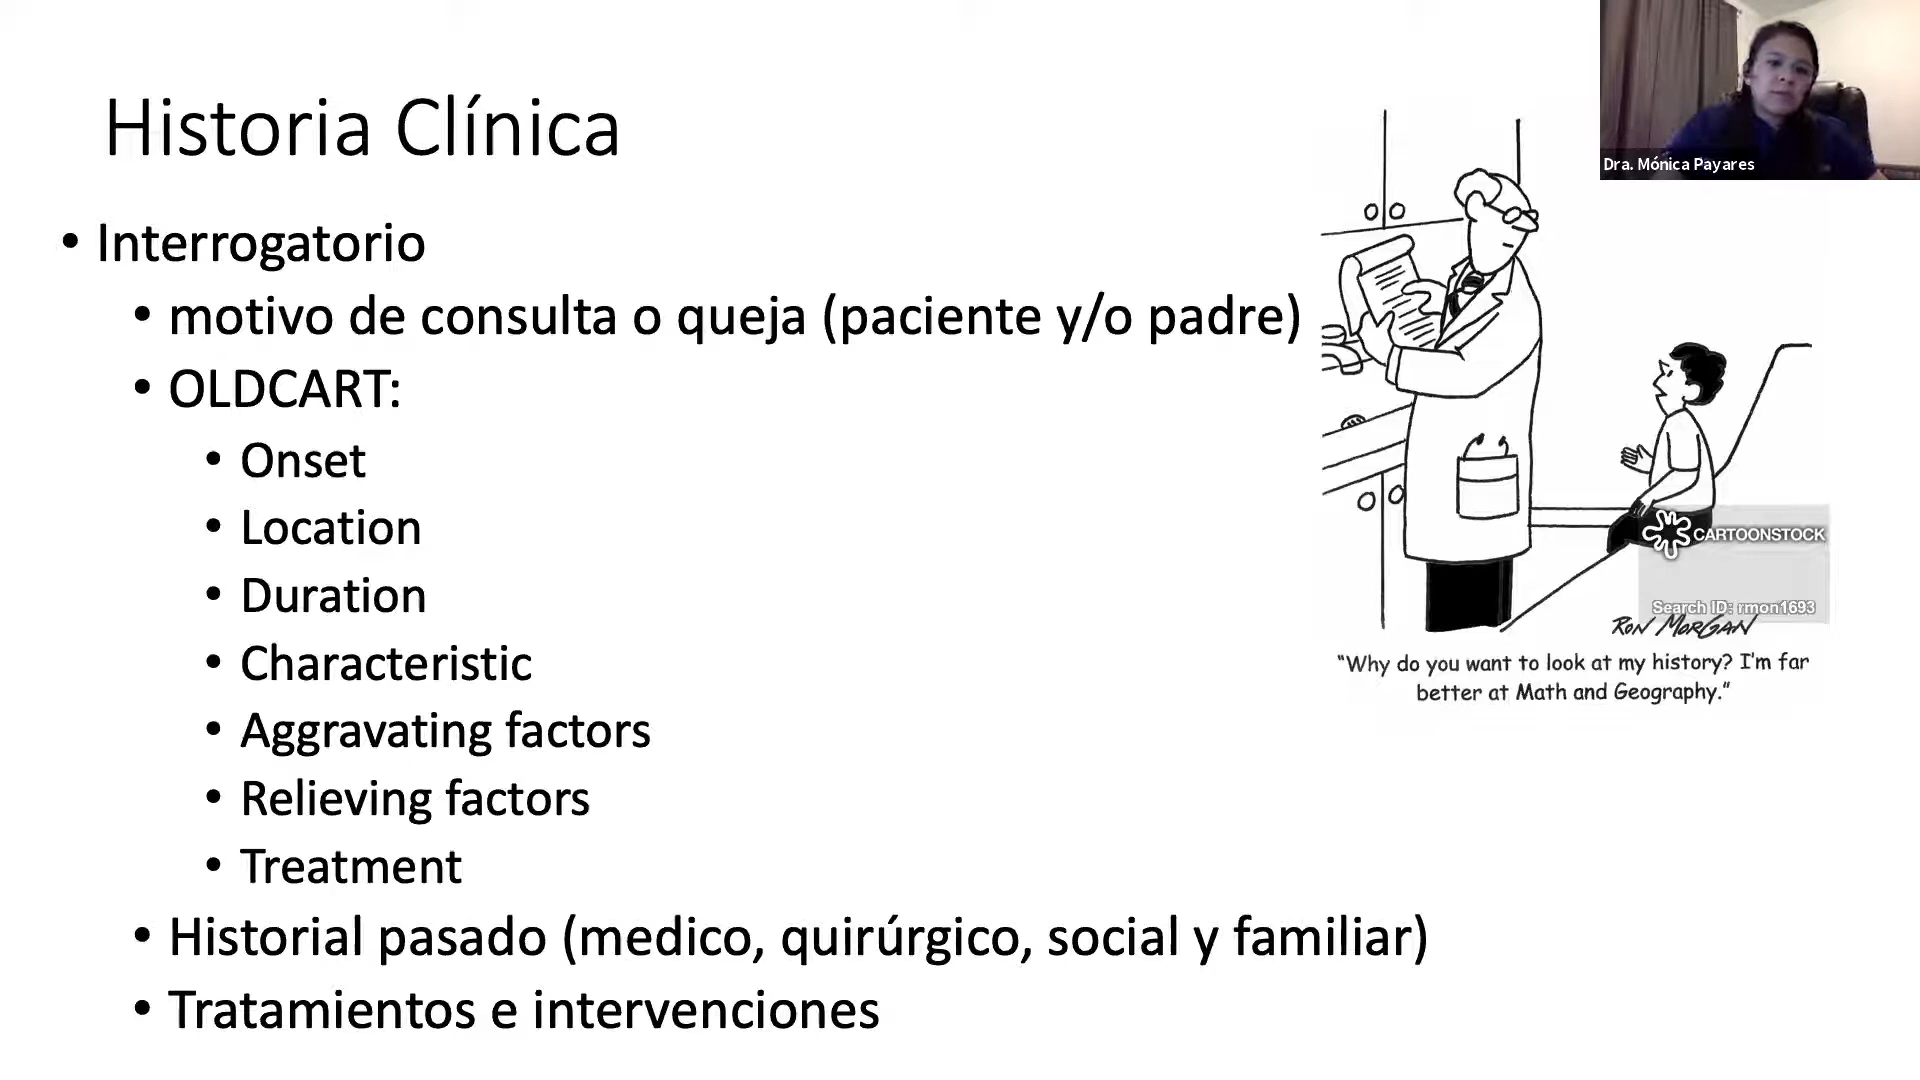 Historia Clínica
• Interrogatorio
• motivo de consulta o queja (paciente y/o padre)
• OLDCART:
• Onset
• Location
• Duration
• Characteristic
• Aggravating factors
• Relieving factors
• Treatment
• Historial pasado (medico, quirúrgico, social y familiar)
• Tratamientos e intervenciones
Dra. Mónica Payares
CARTOONSTOCK
Search ID: rmon1693
RON MORGAN
"Why do you want to look at my history? I'm far
better at Math and Geography."